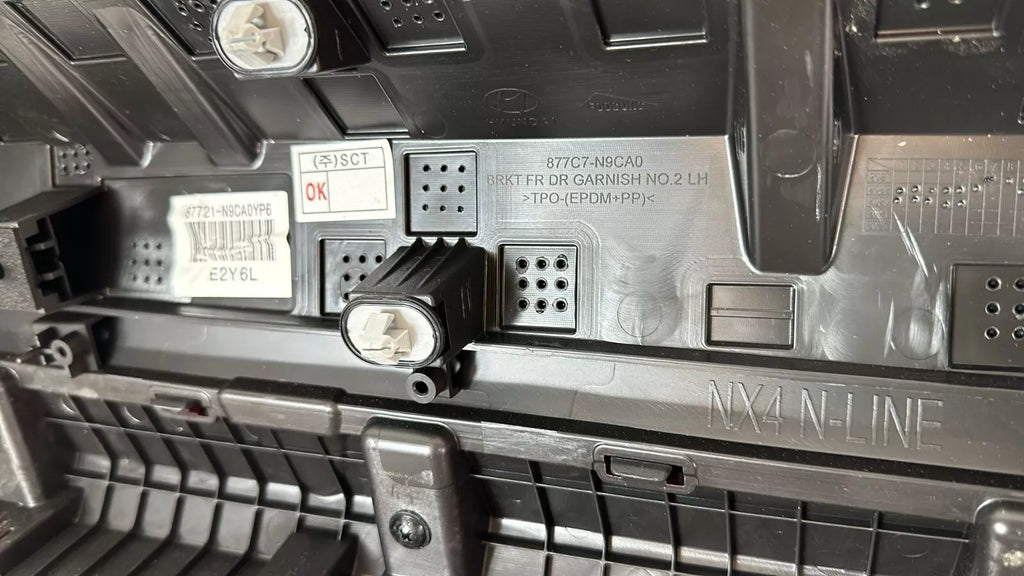 (주)SCT
OK
877C7-N9CA0
BRKT FR DR GARNISH NO.2 LH
>TPO-(EPDM+PP)<
87721-N9CA0YP6
E2Y6L
NX4 N-LINE